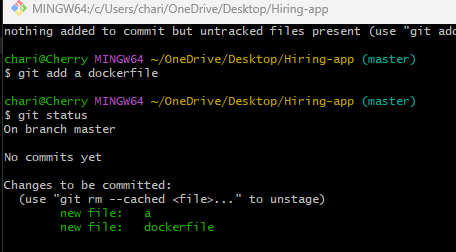 MINGW64:/c/Users/chari/OneDrive/Desktop/Hiring-app
nothing added to commit but untracked files present (use "git add
chari@Cherry MINGW64 ~/OneDrive/Desktop/Hiring-app (master)
$ git add a dockerfile
chari@Cherry MINGW64 ~/OneDrive/Desktop/Hiring-app (master)
$ git status
On branch master
No commits yet
Changes to be committed:
(use "git rm --cached <file>..." to unstage)
new file: a
new file: dockerfile